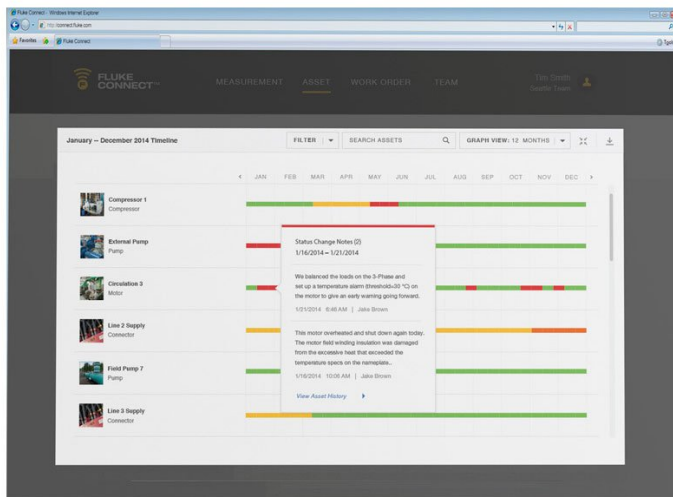 Fluke Connect - Windows Internet Explorer
http://connect.fluke.com
Favorites
Fluke Connect
FLUKE
CONNECT™
MEASUREMENT ASSET WORK ORDER TEAM
Tim Smith
Seattle Team
January – December 2014 Timeline
FILTER
SEARCH ASSETS
GRAPH VIEW: 12 MONTHS
JAN FEB MAR APR MAY JUN JUL AUG SEP OCT NOV DEC
Compressor 1
Compressor
External Pump
Pump
Circulation 3
Motor
Line 2 Supply
Connector
Field Pump 7
Pump
Line 3 Supply
Connector
Status Change Notes (2)
1/16/2014 – 1/21/2014
We balanced the loads on the 3-Phase and
set up a temperature alarm (threshold=30 °C) on
the motor to give an early warning going forward.
1/21/2014 6:48 AM | Jake Brown
This motor overheated and shut down again today.
The motor field winding insulation was damaged
from the excessive heat that exceeded the
temperature specs on the nameplate...
1/16/2014 10:05 AM | Jake Brown
View Asset History